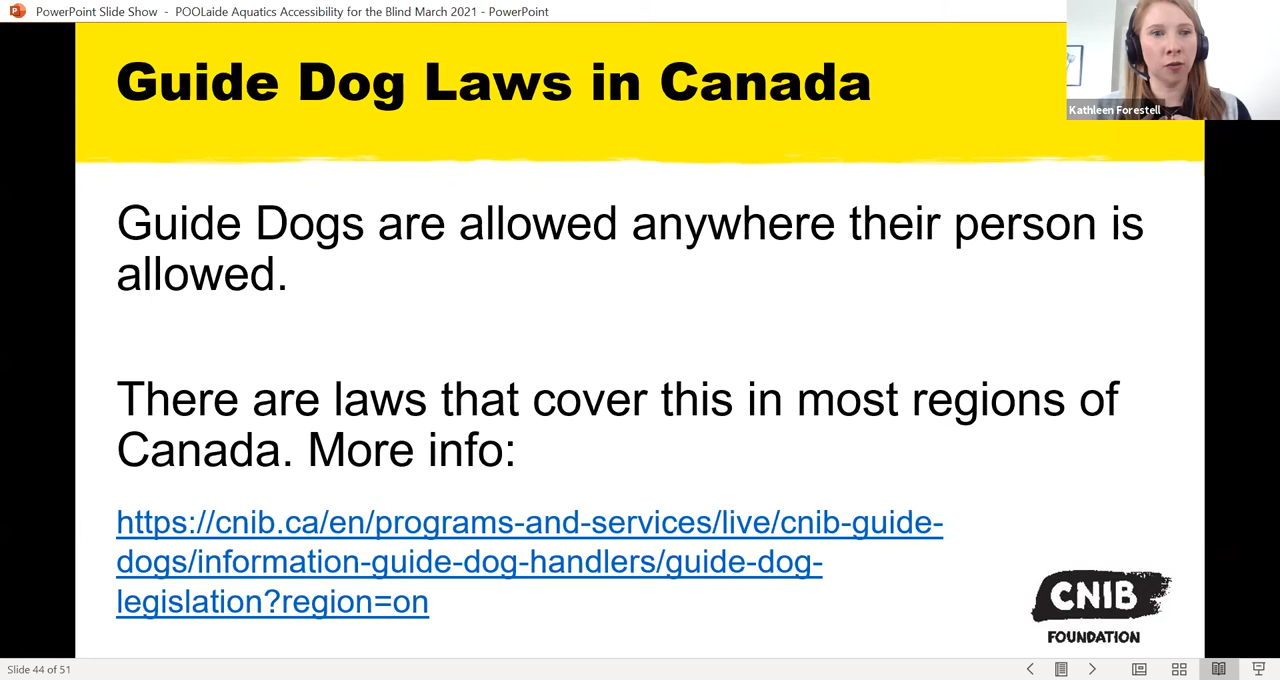 PowerPoint Slide Show - POOLaide Aquatics Accessibility for the Blind March 2021 - PowerPoint
Guide Dog Laws in Canada
Kathleen Forestell
Guide Dogs are allowed anywhere their person is
allowed.
There are laws that cover this in most regions of
Canada. More info:
https://cnib.ca/en/programs-and-services/live/cnib-guide-
dogs/information-guide-dog-handlers/guide-dog-
legislation?region=on
CNIB
FOUNDATION
Slide 44 of 51